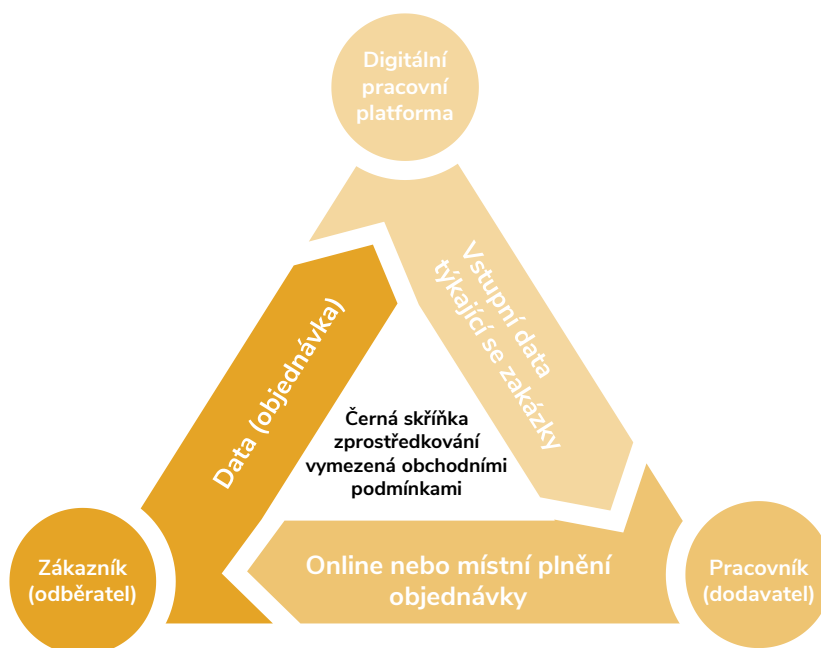 Digitální
pracovní
platforma
Vstupní data
týkající se zakázky
Data (objednávka)
Černá skříňka
zprostředkování
vymezená obchodními
podmínkami
Zákazník
(odběratel)
Online nebo místní plnění
objednávky
Pracovník
(dodavatel)